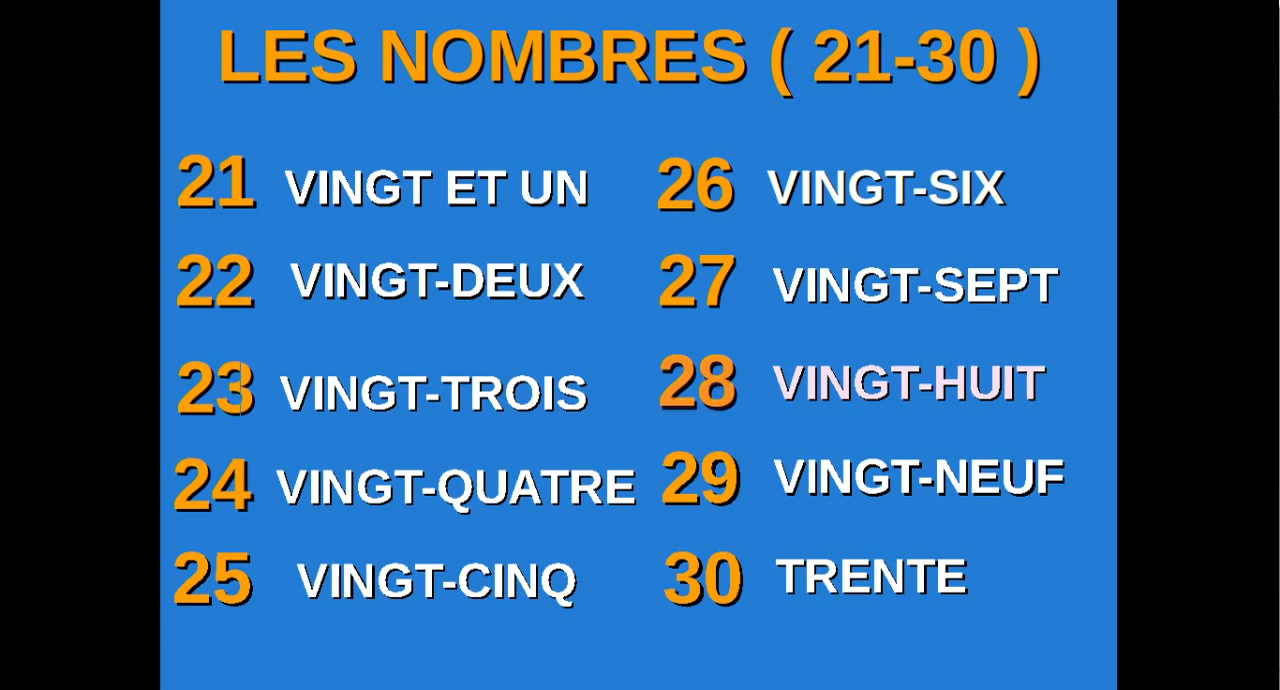 LES NOMBRES ( 21-30 )
21 VINGT ET UN
22 VINGT-DEUX
23 VINGT-TROIS
24 VINGT-QUATRE
25 VINGT-CINQ
26 VINGT-SIX
27 VINGT-SEPT
28 VINGT-HUIT
29 VINGT-NEUF
30 TRENTE